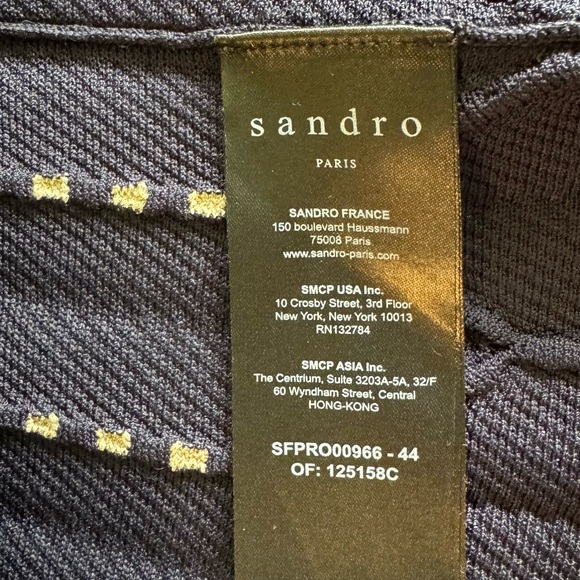 sandro
PARIS
SANDRO FRANCE
150 boulevard Haussmann
75008 Paris
www.sandro-paris.com
SMCP USA Inc.
10 Crosby Street, 3rd Floor
New York, New York 10013
RN132784
SMCP ASIA Inc.
The Centrium, Suite 3203A-5A, 32/F
60 Wyndham Street, Central
HONG-KONG
SFPRO00966 - 44
OF: 125158C